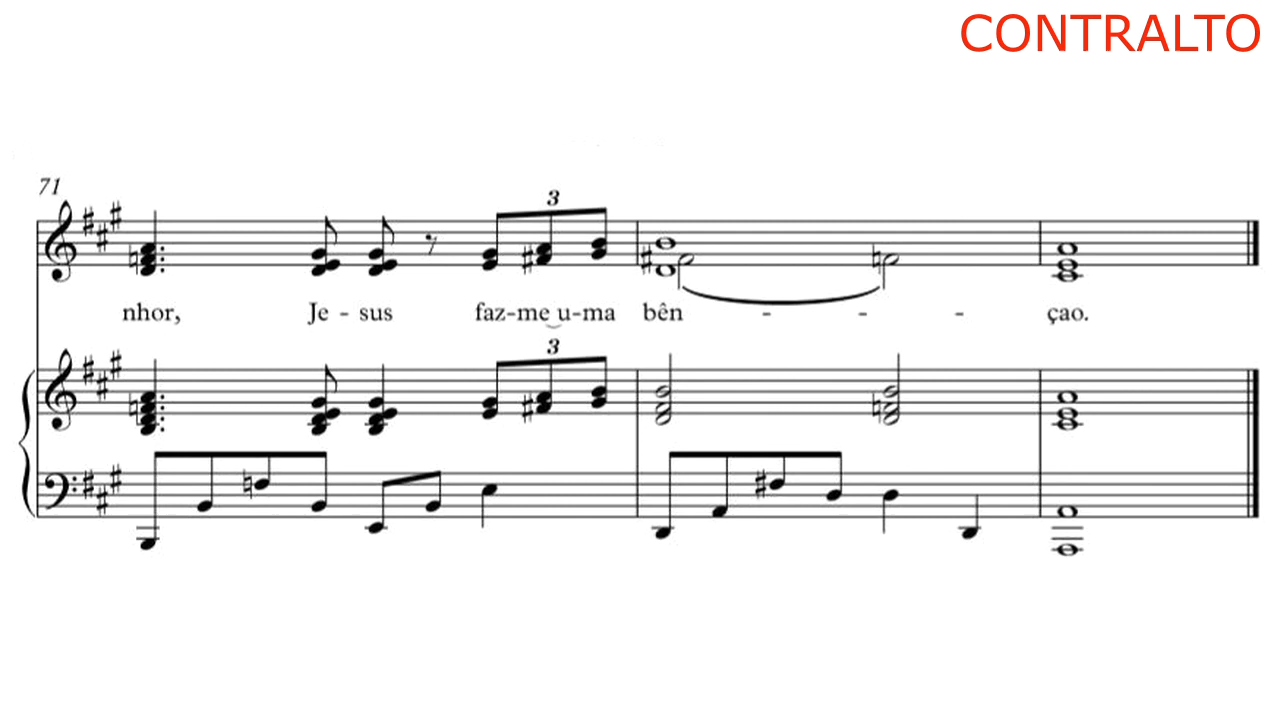 CONTRALTO
71
3
nhor, Je - sus faz-me u-ma bên - - - çao.
3